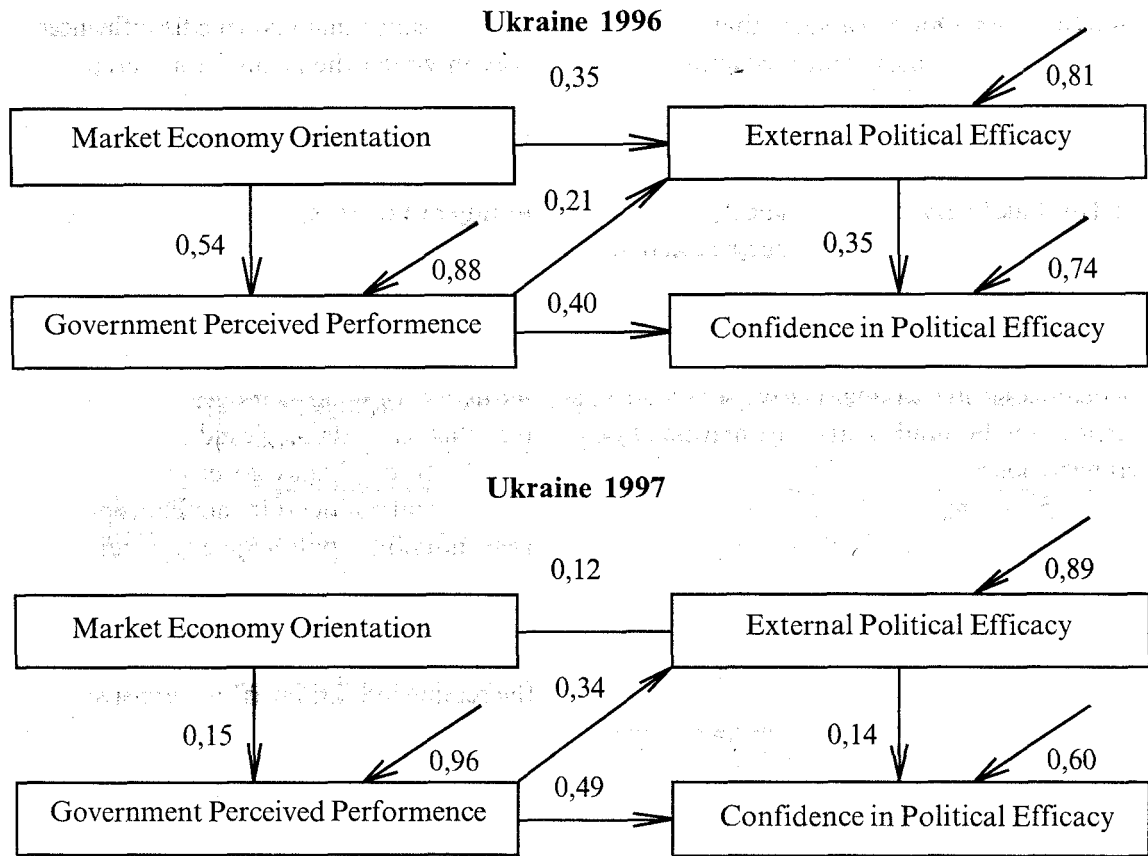 Ukraine 1996
0,35
0,81
Market Economy Orientation
External Political Efficacy
0,21
0,54
0,88
0,35
0,74
0,40
Government Perceived Performence
Confidence in Political Efficacy
Ukraine 1997
0,12
0,89
Market Economy Orientation
External Political Efficacy
0,34
0,15
0,96
0,14
0,60
0,49
Government Perceived Performence
Confidence in Political Efficacy